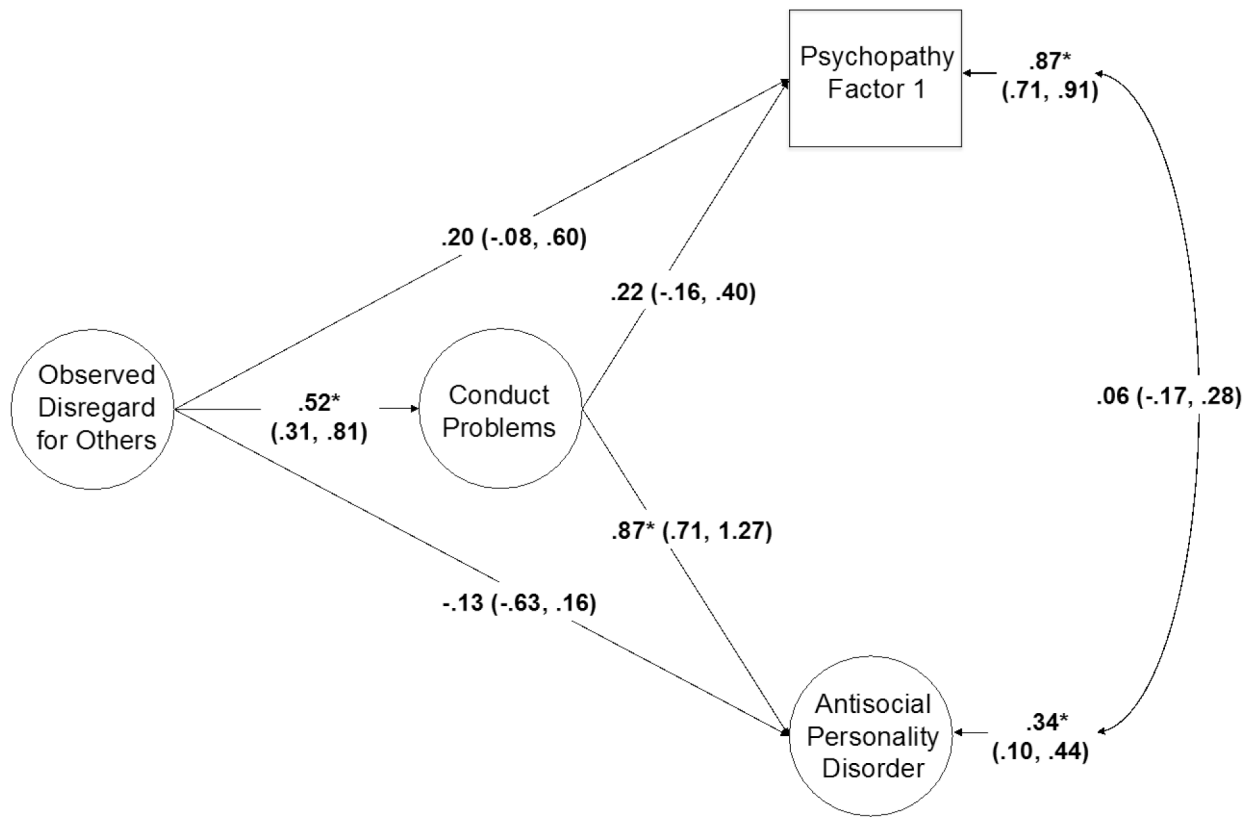 Psychopathy
Factor 1
.87*
(.71, .91)
.20 (-.08, .60)
.22 (-.16, .40)
Observed
Disregard
for Others
.52*
(.31, .81)
Conduct
Problems
.06 (-.17, .28)
.87* (.71, 1.27)
-.13 (-.63, .16)
Antisocial
Personality
Disorder
.34*
(.10, .44)